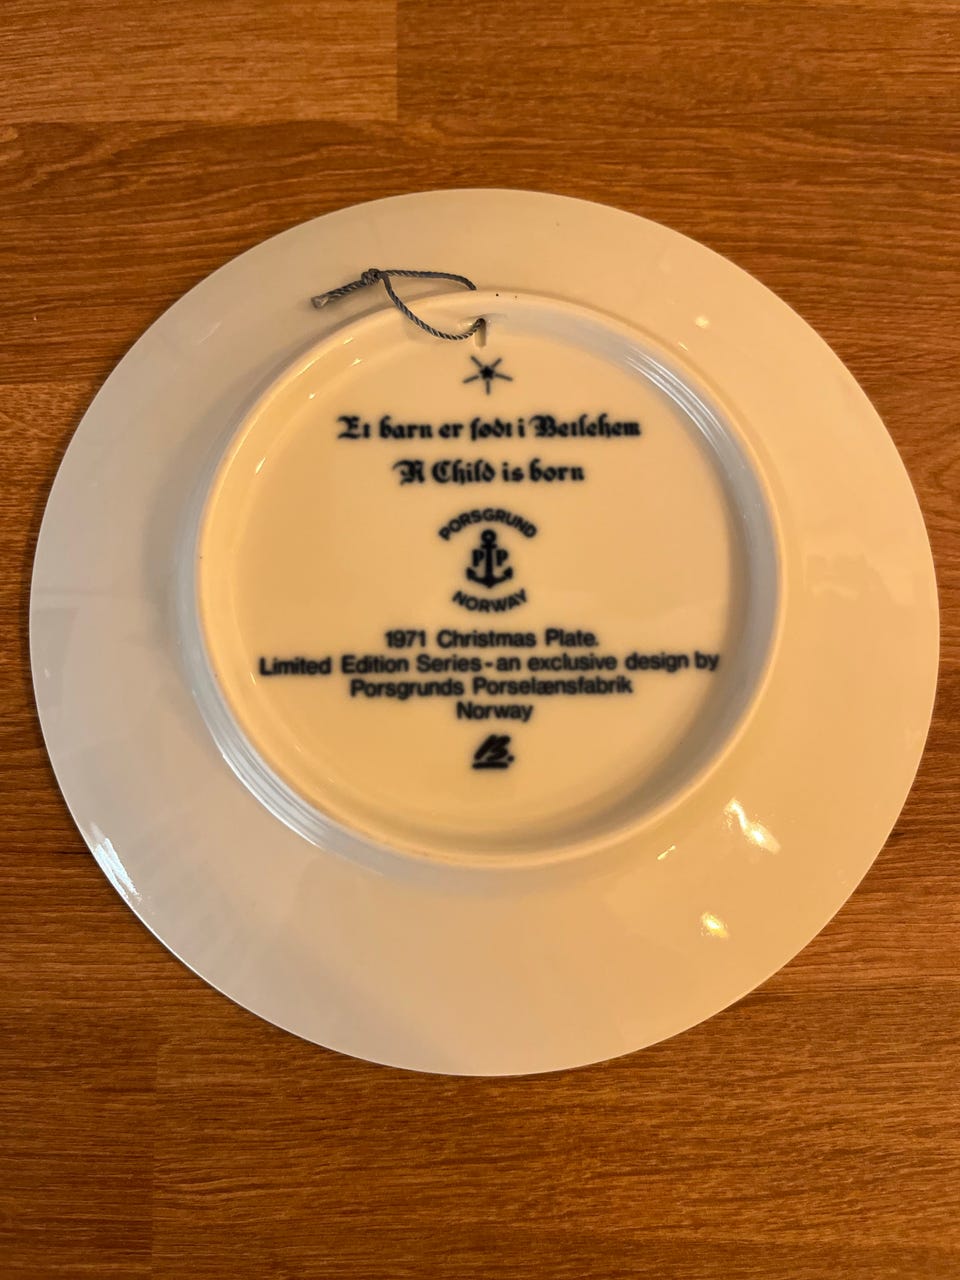 Et barn er født i Betlehem
A Child is born
PORSGRUND
PP
NORWAY
1971 Christmas Plate.
Limited Edition Series - an exclusive design by
Porsgrunds Porselænsfabrik
Norway